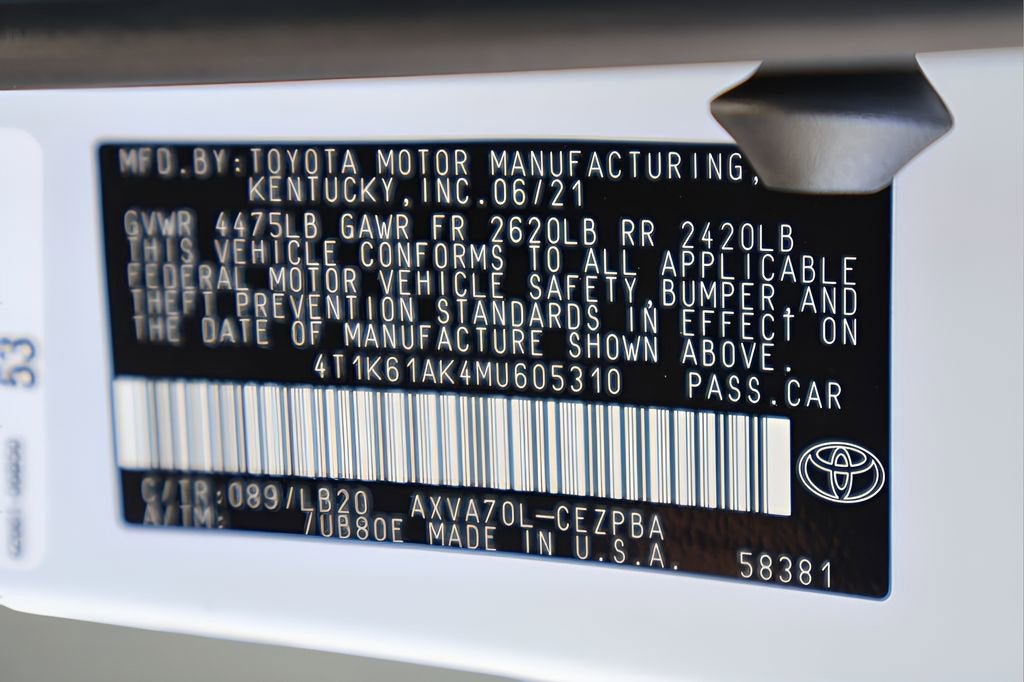 MFD.BY:TOYOTA MOTOR MANUFACTURING,
KENTUCKY,INC.06/21
GVWR 4475LB GAWR FR 2620LB RR 2420LB
THIS VEHICLE CONFORMS TO ALL APPLICABLE
FEDERAL MOTOR VEHICLE SAFETY,BUMPER,AND
THEFT PREVENTION STANDARDS IN EFFECT ON
THE DATE OF MANUFACTURE SHOWN ABOVE.
4T1K61AK4MU605310 PASS.CAR
C/TR:089/LB20 AXVA70L-CEZPBA
A/TM: 7UB80E MADE IN U.S.A.
58381
53